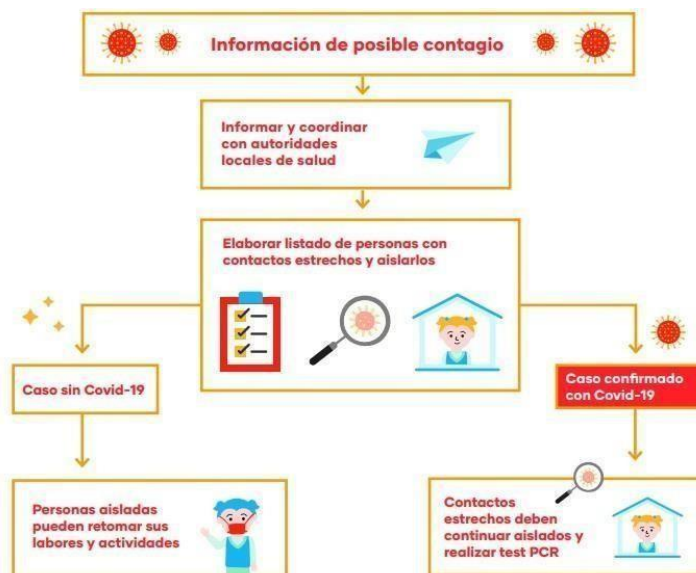 Información de posible contagio
Informar y coordinar
con autoridades
locales de salud
Elaborar listado de personas con
contactos estrechos y aislarlos
Caso sin Covid-19
Caso confirmado
con Covid-19
Personas aisladas
pueden retomar sus
labores y actividades
Contactos
estrechos deben
continuar aislados y
realizar test PCR